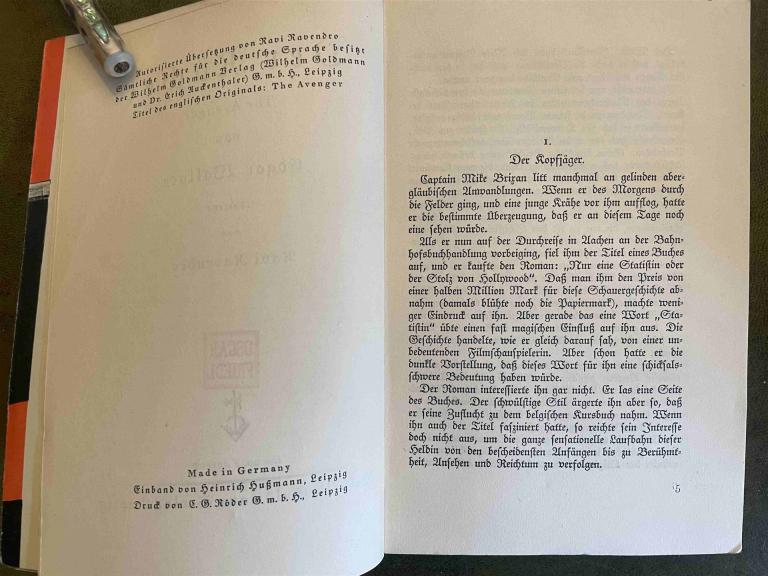 Autorisierte Übersetzung von Ravi Ravendro
Sämtliche Rechte für die deutsche Sprache besitzt
der Wilhelm Goldmann Verlag (Wilhelm Goldmann
und Dr. Erich Auckenthaler) G. m. b. H., Leipzig
Titel des englischen Originals: The Avenger
Made in Germany
Einband von Heinrich Hußmann, Leipzig
Druck von C. G. Röder G. m. b. H., Leipzig
1.
Der Kopfjäger.
Captain Mike Brixan litt manchmal an gelinden aber-
gläubischen Anwandlungen. Wenn er des Morgens durch
die Felder ging, und eine junge Krähe vor ihm aufflog, hatte
er die bestimmte Überzeugung, daß er an diesem Tage noch
eine sehen würde.
Als er nun auf der Durchreise in Aachen an der Bahn-
hofsbuchhandlung vorbeiging, fiel ihm der Titel eines Buches
auf, und er kaufte den Roman: „Nur eine Statistin oder
der Stolz von Hollywood“. Daß man ihm den Preis von
einer halben Million Mark für diese Schauergeschichte ab-
nahm (damals blühte noch die Papiermark), machte weni-
ger Eindruck auf ihn. Aber gerade das eine Wort „Sta-
tistin“ übte einen fast magischen Einfluß auf ihn aus. Die
Geschichte handelte, wie er gleich darauf sah, von einer un-
bedeutenden Filmschauspielerin. Aber schon hatte er die
dunkle Vorstellung, daß dieses Wort für ihn eine schicksals-
schwere Bedeutung haben würde.
Der Roman interessierte ihn gar nicht. Er las eine Seite
des Buches. Der schwülstige Stil ärgerte ihn aber so, daß
er seine Zuflucht zu dem belgischen Kursbuch nahm. Wenn
ihn auch der Titel fasziniert hatte, so reichte sein Interesse
doch nicht aus, um die ganze sensationelle Laufbahn dieser
Heldin von den bescheidensten Anfängen bis zu Berühmt-
heit, Ansehen und Reichtum zu verfolgen.
5